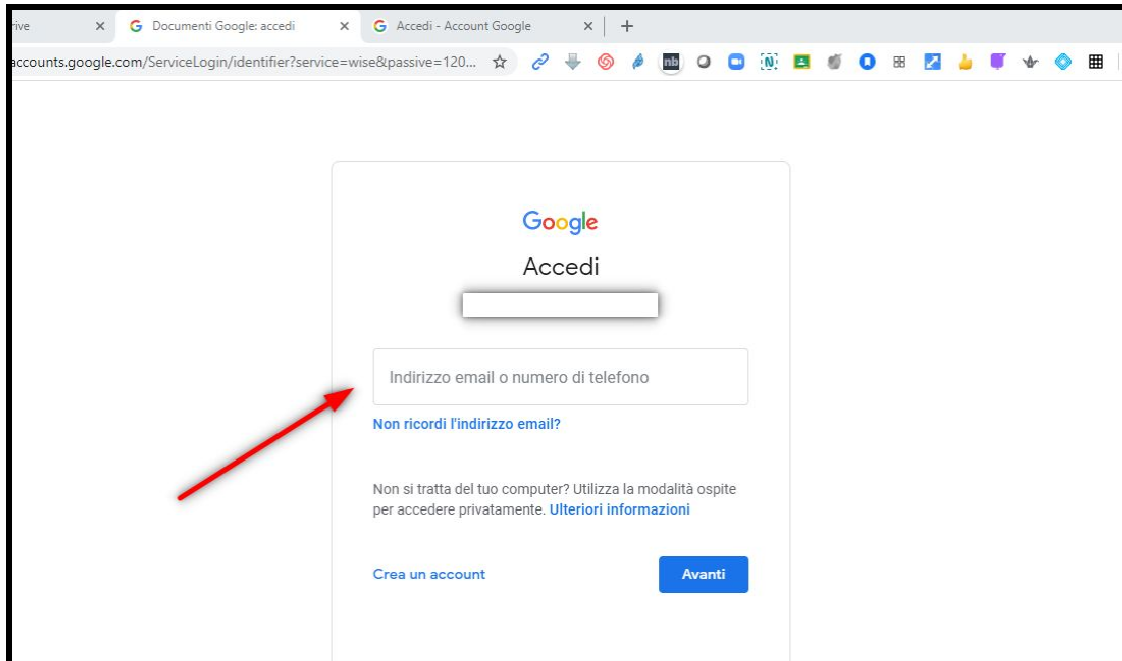 rive
Documenti Google: accedi
Accedi - Account Google
accounts.google.com/ServiceLogin/identifier?service=wise&passive=120...
nb
N
Google
Accedi
Indirizzo email o numero di telefono
Non ricordi l'indirizzo email?
Non si tratta del tuo computer? Utilizza la modalità ospite
per accedere privatamente. Ulteriori informazioni
Crea un account
Avanti